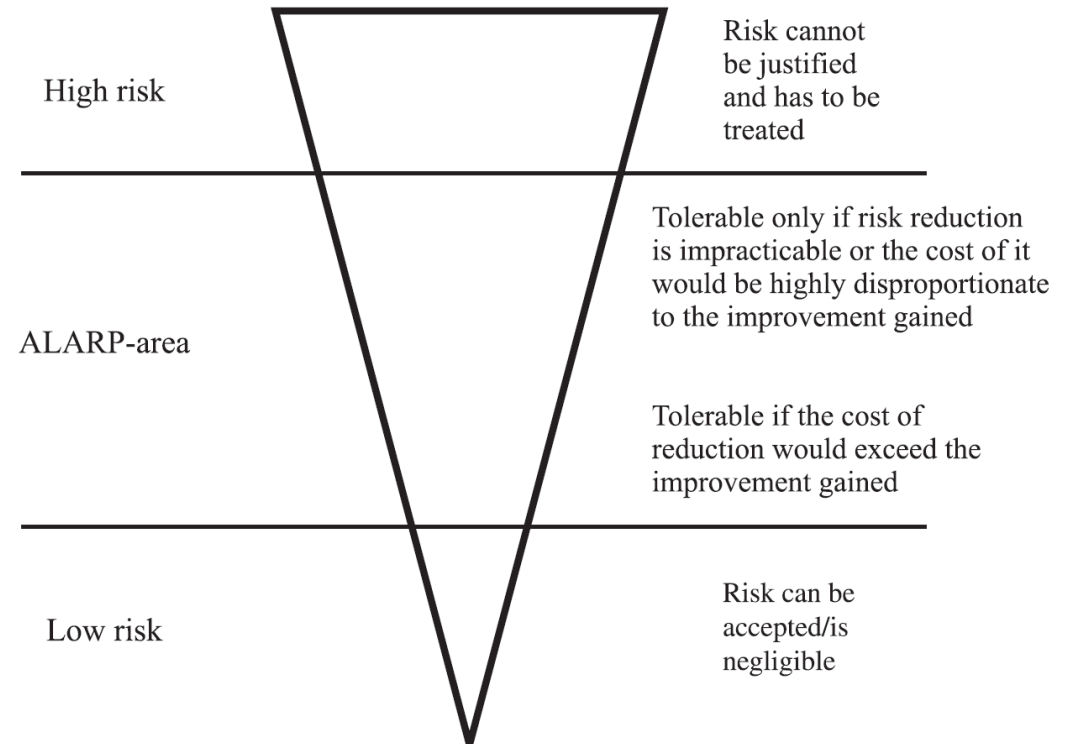 High risk
Risk cannot
be justified
and has to be
treated
ALARP-area
Tolerable only if risk reduction
is impracticable or the cost of it
would be highly disproportionate
to the improvement gained
Tolerable if the cost of
reduction would exceed the
improvement gained
Low risk
Risk can be
accepted/is
negligible